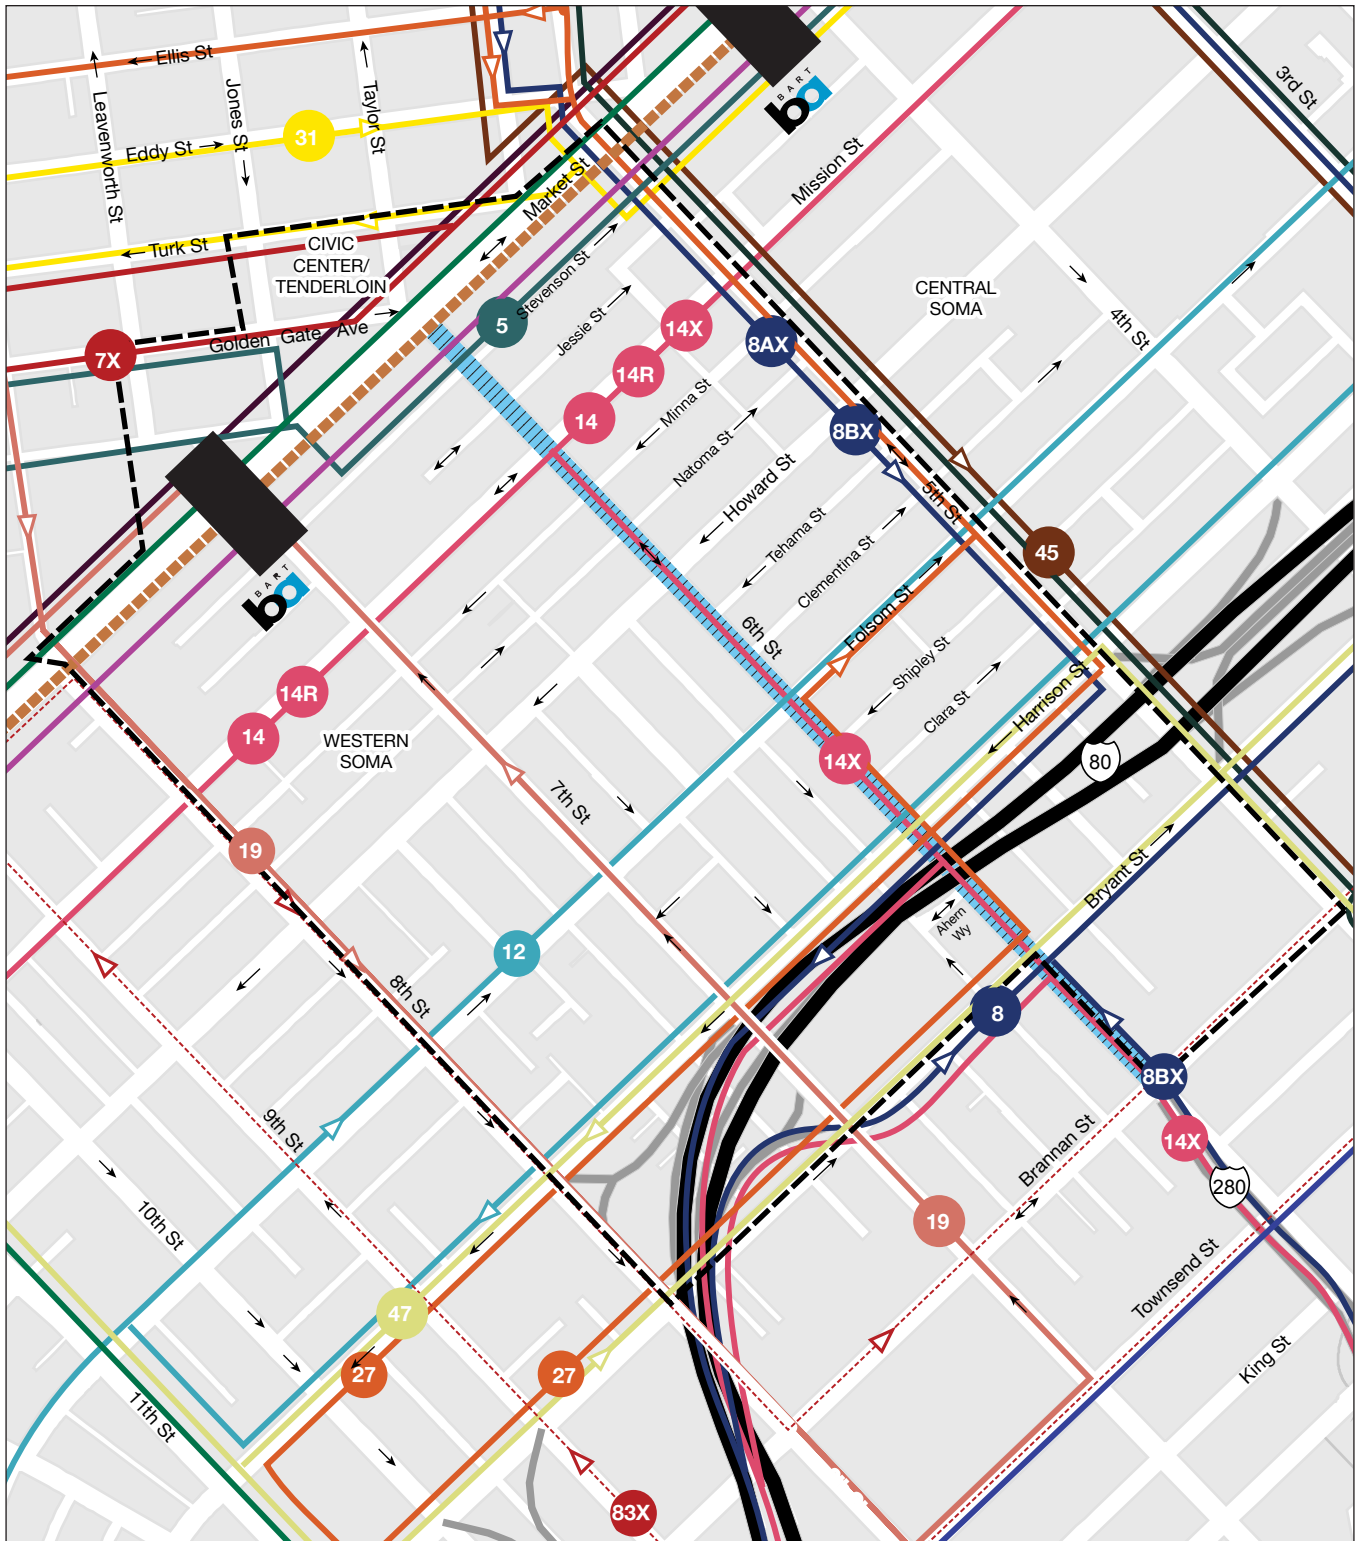 Ellis St
3rd St
Leavenworth St
Jones St
Taylor St
31
Eddy St
BART
ba
Mission St
Market St
Turk St
CIVIC
CENTER/
TENDERLOIN
Stevenson St
CENTRAL
SOMA
4th St
5
14X
8AX
Jessie St
Golden Gate Ave
7X
14R
14
Minna St
8BX
Natoma St
Howard St
5th St
Tehama St
45
Clementina St
BART
ba
Folsom St
6th St
Shipley St
Clara St
Harrison St
14R
14
WESTERN
SOMA
14X
80
7th St
19
Bryant St
Ahern
Wy
12
8th St
8
8BX
9th St
14X
Brannan St
280
10th St
19
Townsend St
47
King St
27
27
11th St
83X